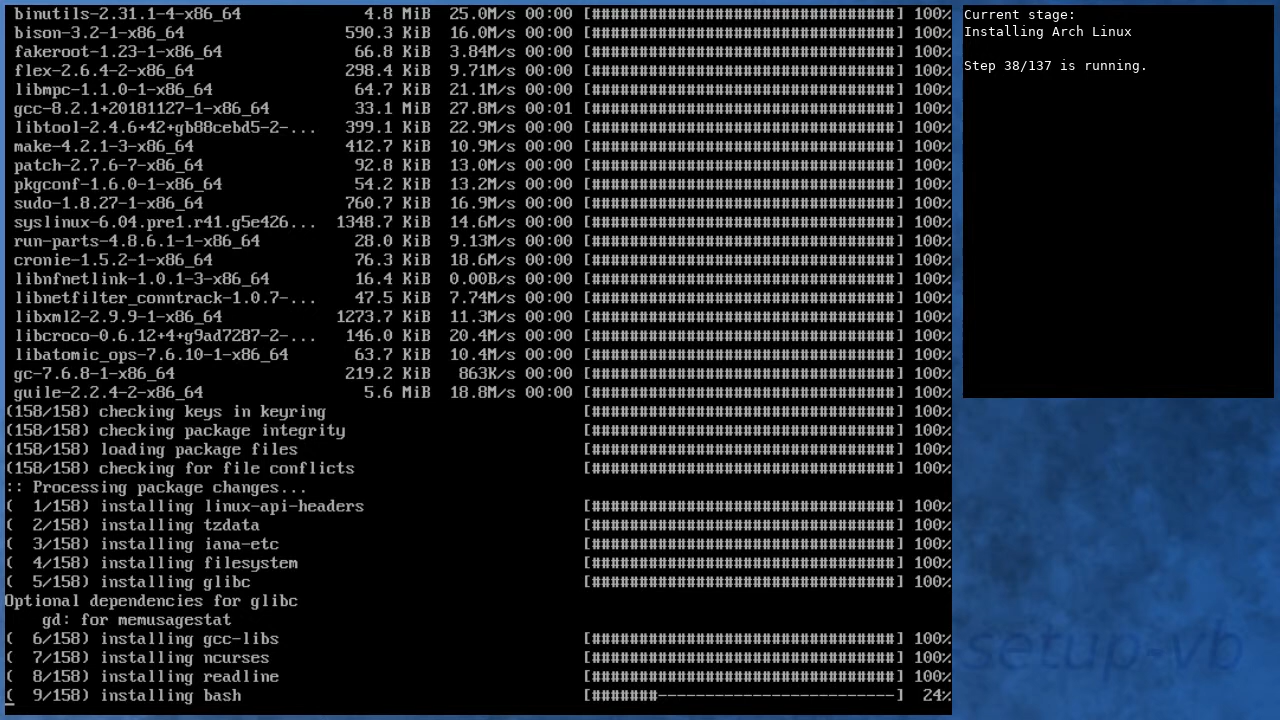 binutils-2.31.1-4-x86_64 4.8 MiB 25.0M/s 00:00 [################################] 100%
bison-3.2-1-x86_64 590.3 KiB 16.0M/s 00:00 [################################] 100%
fakeroot-1.23-1-x86_64 66.8 KiB 3.84M/s 00:00 [################################] 100%
flex-2.6.4-2-x86_64 298.4 KiB 9.71M/s 00:00 [################################] 100%
libmpc-1.1.0-1-x86_64 64.7 KiB 21.1M/s 00:00 [################################] 100%
gcc-8.2.1+20181127-1-x86_64 33.1 MiB 27.8M/s 00:01 [################################] 100%
libtool-2.4.6+42+gb88cebd5-2-... 399.1 KiB 22.9M/s 00:00 [################################] 100%
make-4.2.1-3-x86_64 412.7 KiB 10.9M/s 00:00 [################################] 100%
patch-2.7.6-7-x86_64 92.8 KiB 13.0M/s 00:00 [################################] 100%
pkgconf-1.6.0-1-x86_64 54.2 KiB 13.2M/s 00:00 [################################] 100%
sudo-1.8.27-1-x86_64 760.7 KiB 16.9M/s 00:00 [################################] 100%
syslinux-6.04.pre1.r41.g5e426... 1348.7 KiB 14.6M/s 00:00 [################################] 100%
run-parts-4.8.6.1-1-x86_64 28.0 KiB 9.13M/s 00:00 [################################] 100%
cronie-1.5.2-1-x86_64 76.3 KiB 18.6M/s 00:00 [################################] 100%
libnfnetlink-1.0.1-3-x86_64 16.4 KiB 0.00B/s 00:00 [################################] 100%
libnetfilter_conntrack-1.0.7-... 47.5 KiB 7.74M/s 00:00 [################################] 100%
libxml2-2.9.9-1-x86_64 1273.7 KiB 11.3M/s 00:00 [################################] 100%
libcroco-0.6.12+4+g9ad7287-2-... 146.0 KiB 20.4M/s 00:00 [################################] 100%
libatomic_ops-7.6.10-1-x86_64 63.7 KiB 10.4M/s 00:00 [################################] 100%
gc-7.6.8-1-x86_64 219.2 KiB 863K/s 00:00 [################################] 100%
guile-2.2.4-2-x86_64 5.6 MiB 18.8M/s 00:00 [################################] 100%
(158/158) checking keys in keyring [################################] 100%
(158/158) checking package integrity [################################] 100%
(158/158) loading package files [################################] 100%
(158/158) checking for file conflicts [################################] 100%
:: Processing package changes...
( 1/158) installing linux-api-headers [################################] 100%
( 2/158) installing tzdata [################################] 100%
( 3/158) installing iana-etc [################################] 100%
( 4/158) installing filesystem [################################] 100%
( 5/158) installing glibc [################################] 100%
Optional dependencies for glibc
gd: for memusagestat
( 6/158) installing gcc-libs [################################] 100%
( 7/158) installing ncurses [################################] 100%
( 8/158) installing readline [################################] 100%
( 9/158) installing bash [#######-------------------------] 24%
Current stage:
Installing Arch Linux
Step 38/137 is running.
setup-vb